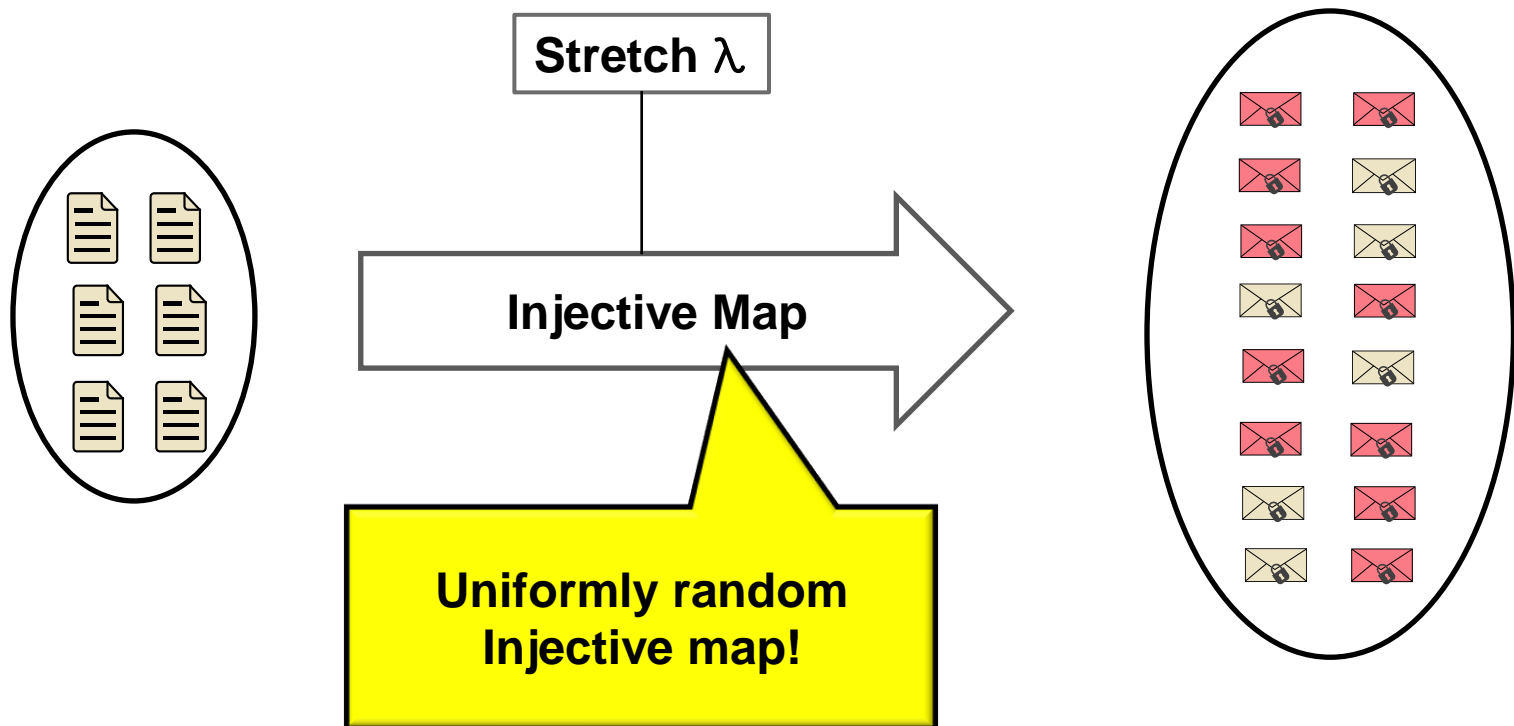 Stretch λ
Injective Map
Uniformly random
Injective map!